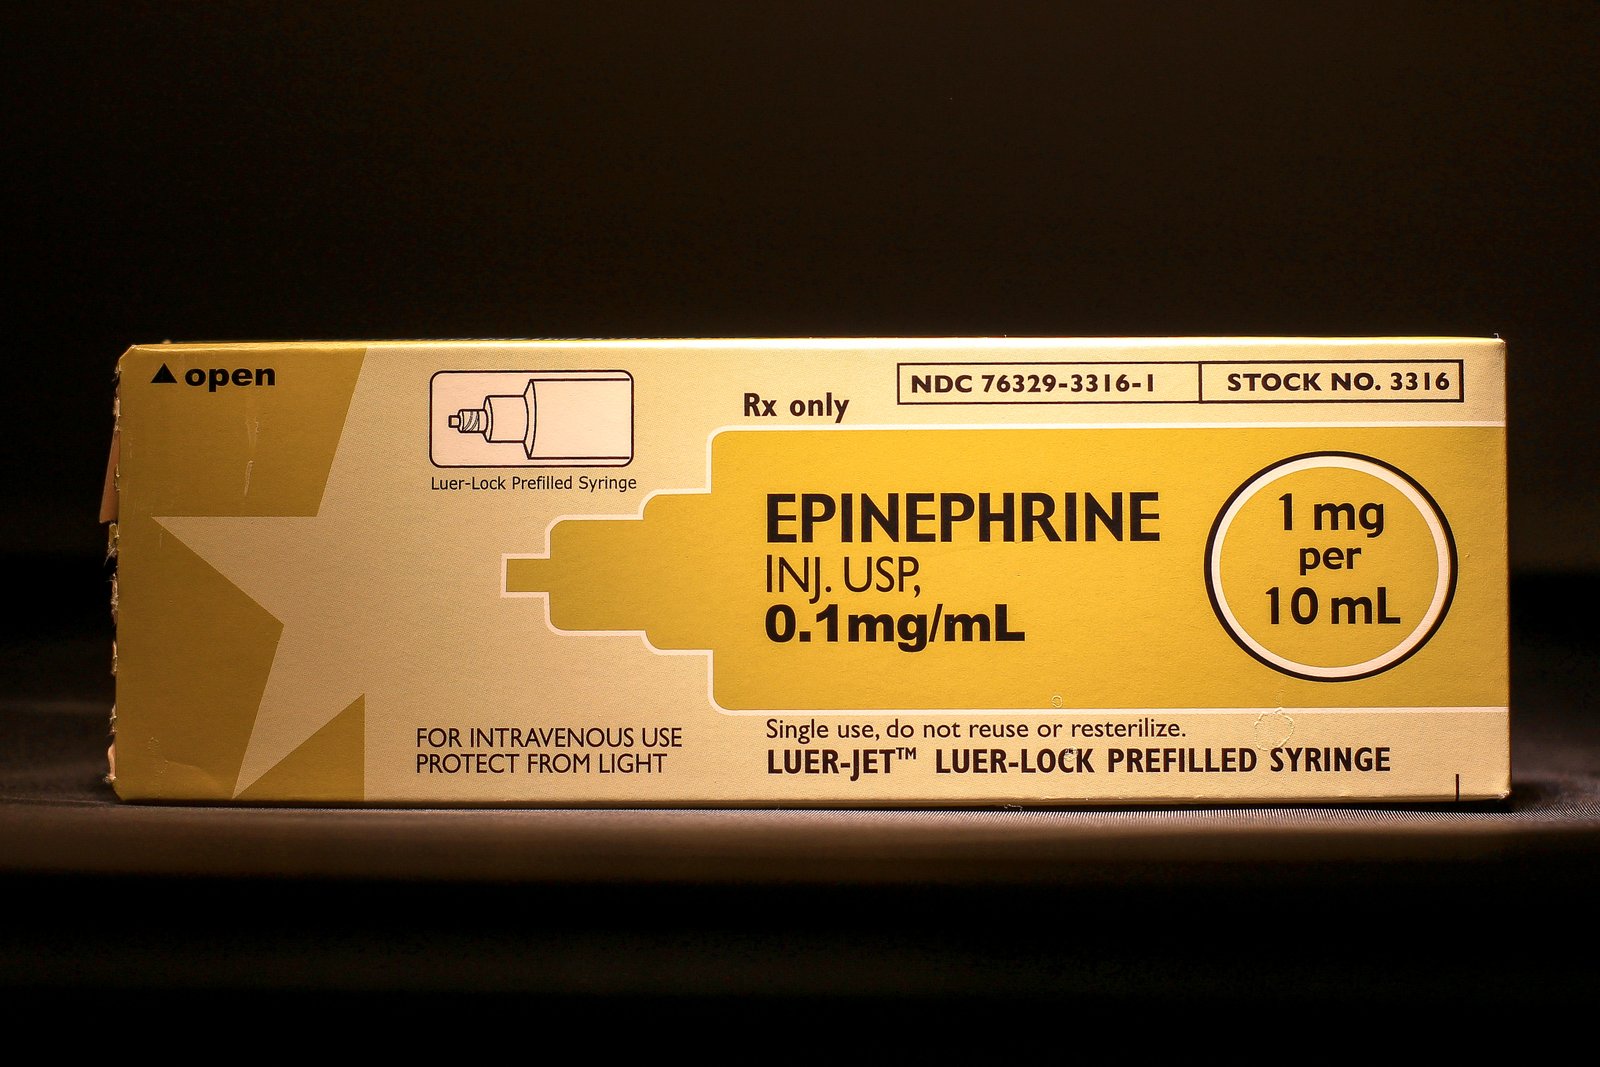 open
Luer-Lock Prefilled Syringe
Rx only
NDC 76329-3316-1
STOCK NO. 3316
EPINEPHRINE
INJ. USP,
0.1mg/mL
1 mg
per
10 mL
FOR INTRAVENOUS USE
PROTECT FROM LIGHT
Single use, do not reuse or resterilize.
LUER-JET™ LUER-LOCK PREFILLED SYRINGE